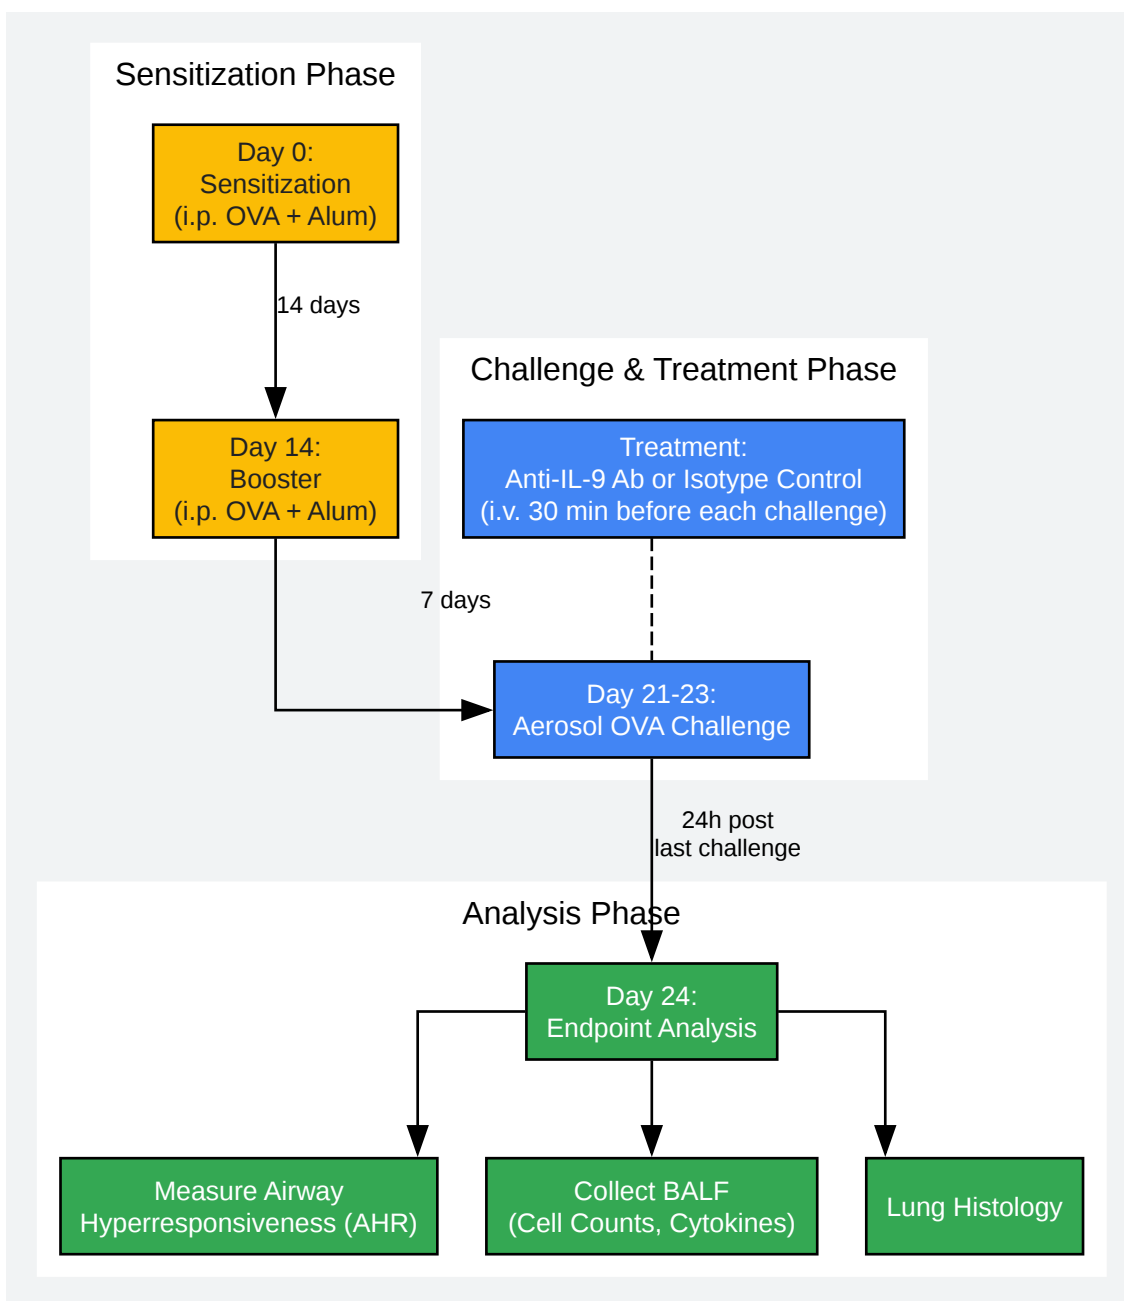 Sensitization Phase
Day 0:
Sensitization
(i.p. OVA + Alum)
14 days
Day 14:
Booster
(i.p. OVA + Alum)
Challenge & Treatment Phase
Treatment:
Anti-IL-9 Ab or Isotype Control
(i.v. 30 min before each challenge)
7 days
Day 21-23:
Aerosol OVA Challenge
24h post
last challenge
Analysis Phase
Day 24:
Endpoint Analysis
Measure Airway
Hyperresponsiveness (AHR)
Collect BALF
(Cell Counts, Cytokines)
Lung Histology